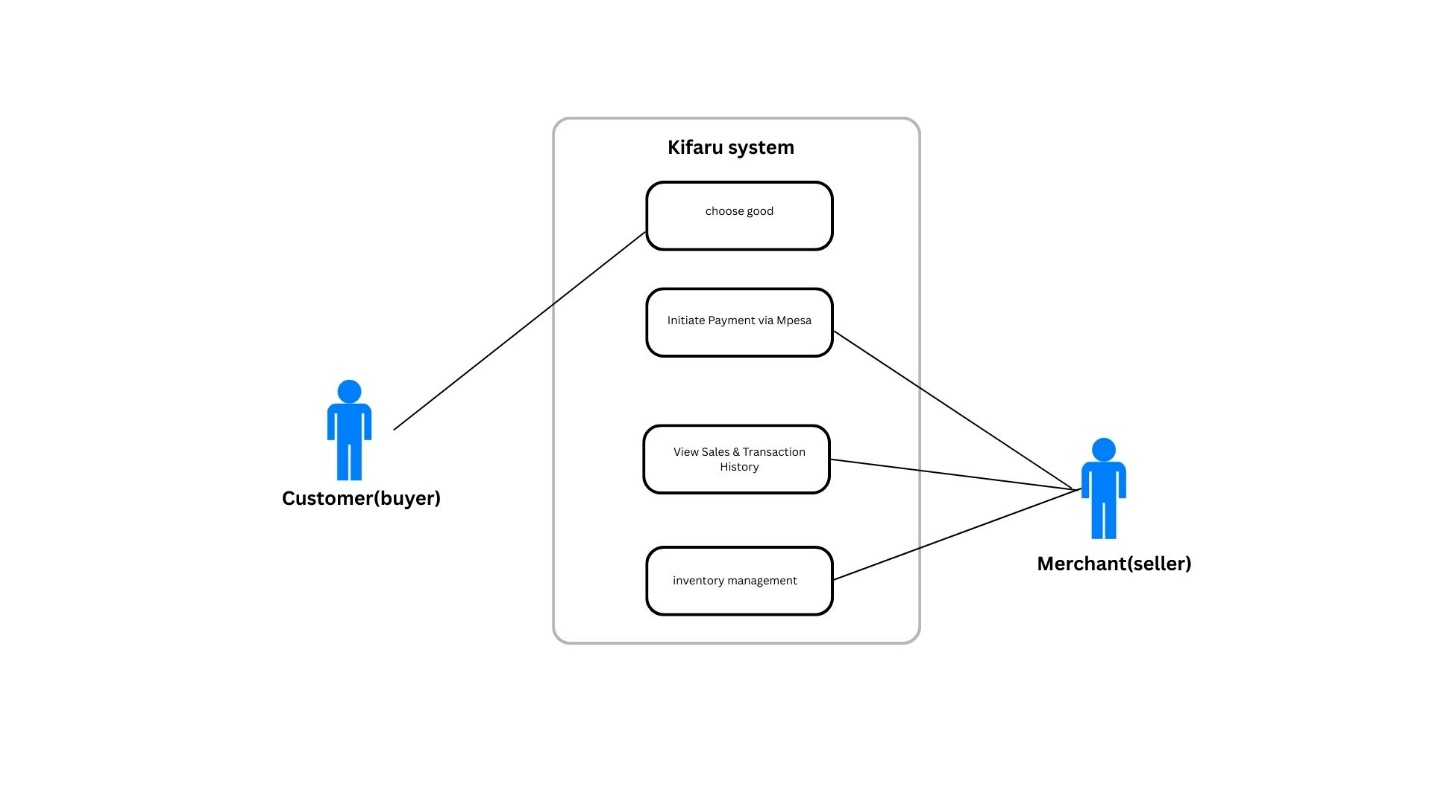 Kifaru system
choose good
Initiate Payment via Mpesa
View Sales & Transaction
History
inventory management
Customer(buyer)
Merchant(seller)